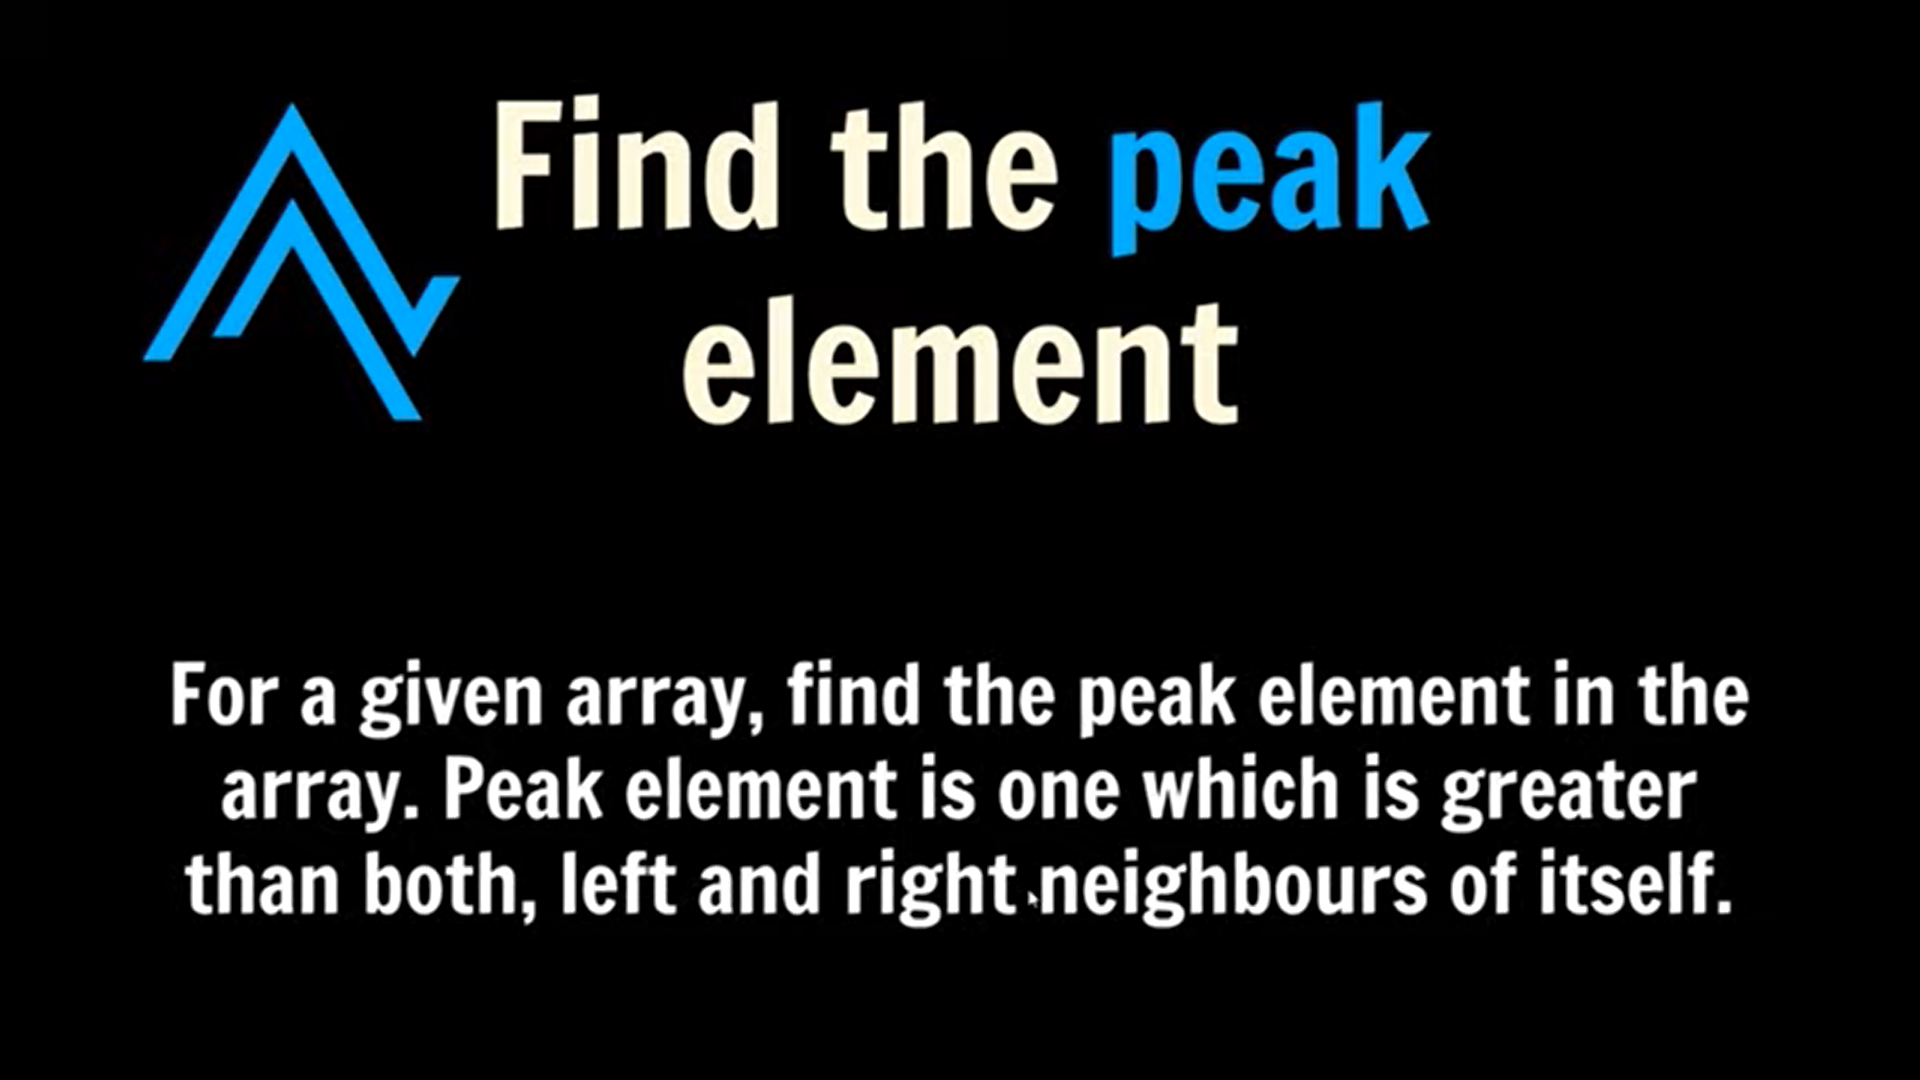 Find the peak
element
For a given array, find the peak element in the
array. Peak element is one which is greater
than both, left and right neighbours of itself.